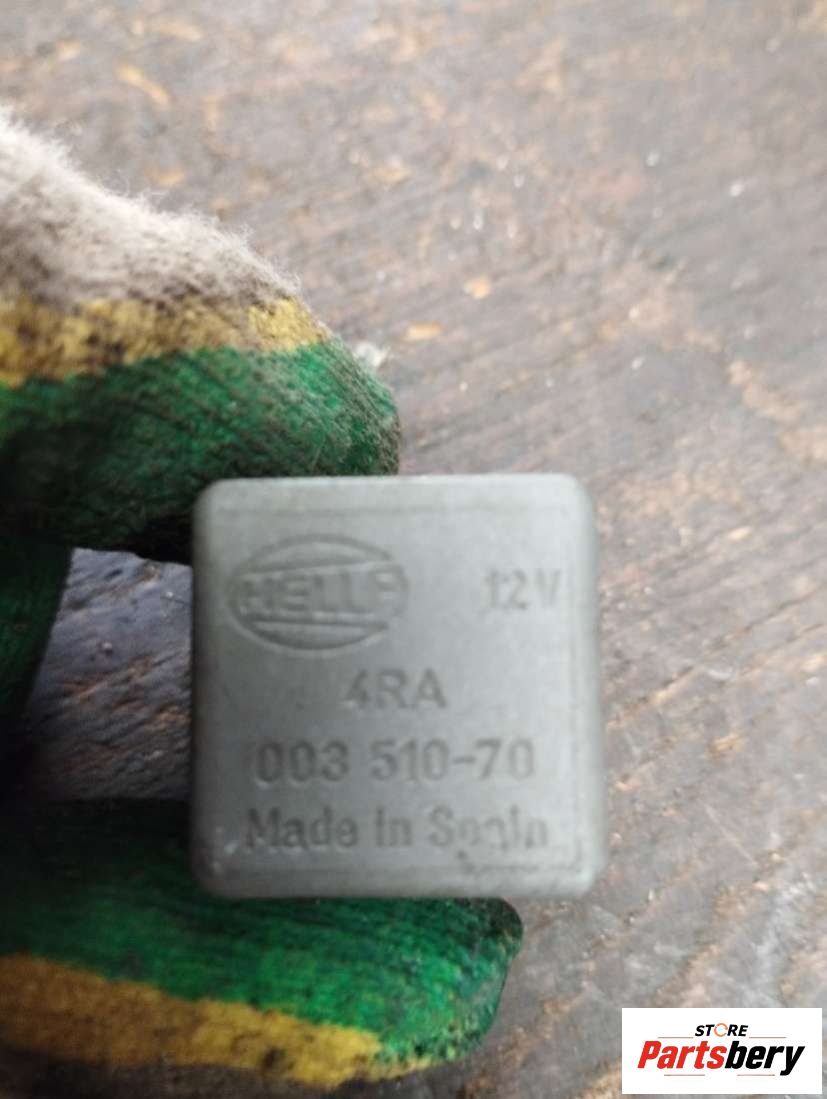 HELLA 12V
4RA
003 510-70
Made in Spain
STORE
Partsbery